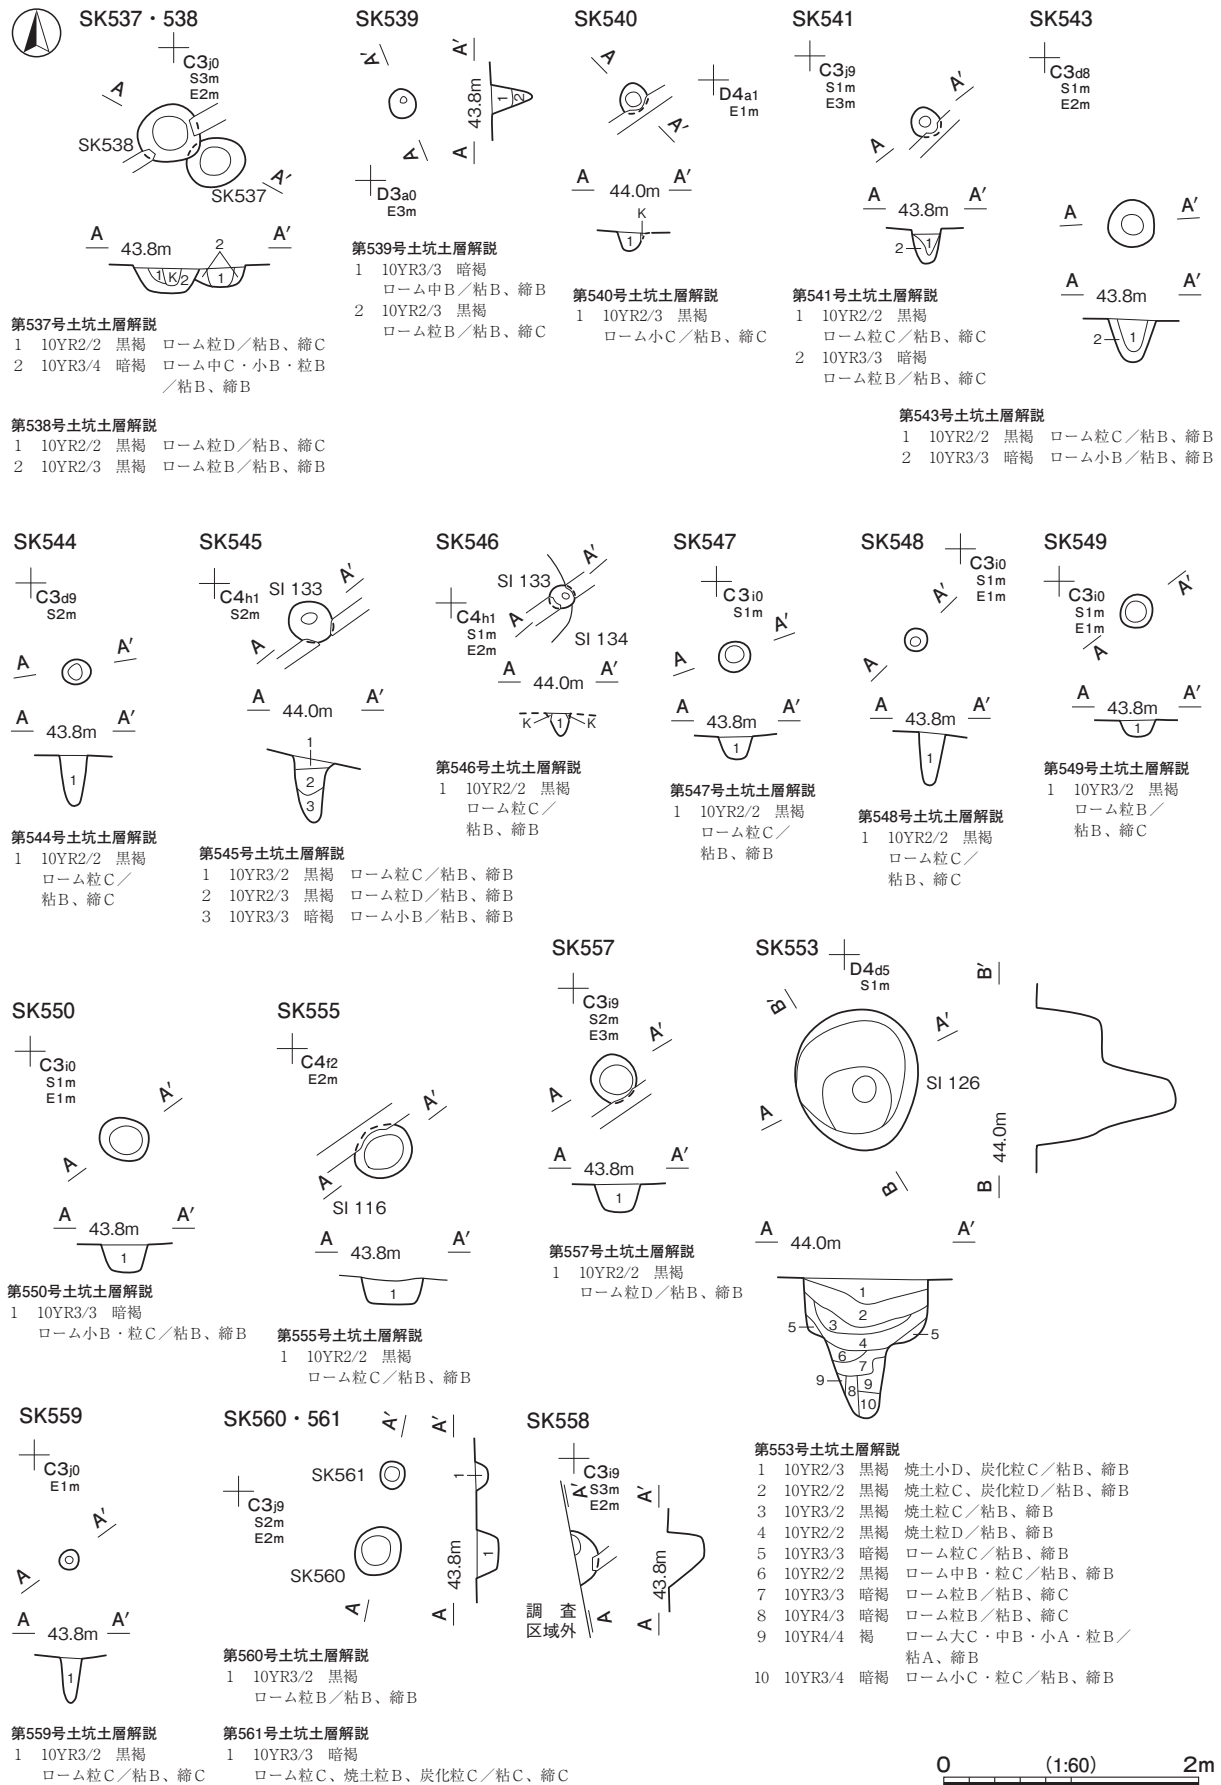 SK537・538
C3j0
S3m
E2m
A
SK538
SK537
A'
A 43.8m A'
2
1 K 2 1
第537号土坑土層解説
1 10YR2/2 黒褐 ローム粒D／粘B、締C
2 10YR3/4 暗褐 ローム中C・小B・粒B
／粘B、締B
第538号土坑土層解説
1 10YR2/2 黒褐 ローム粒D／粘B、締C
2 10YR2/3 黒褐 ローム粒B／粘B、締B
SK539
A'
A
D3a0
E3m
A'
43.8m
A
1 2
第539号土坑土層解説
1 10YR3/3 暗褐
ローム中B／粘B、締B
2 10YR2/3 黒褐
ローム粒B／粘B、締C
SK540
A
D4a1
E1m
A'
A 44.0m A'
K
1
第540号土坑土層解説
1 10YR2/3 黒褐
ローム小C／粘B、締C
SK541
C3j9
S1m
E3m
A'
A
A 43.8m A'
2 1
第541号土坑土層解説
1 10YR2/2 黒褐
ローム粒C／粘B、締C
2 10YR3/3 暗褐
ローム粒B／粘B、締C
SK543
C3d8
S1m
E2m
A A'
A 43.8m A'
2 1
第543号土坑土層解説
1 10YR2/2 黒褐 ローム粒C／粘B、締B
2 10YR3/3 暗褐 ローム小B／粘B、締B
SK544
C3d9
S2m
A A'
A 43.8m A'
1
第544号土坑土層解説
1 10YR2/2 黒褐
ローム粒C／
粘B、締C
SK545
C4h1
S2m
SI 133
A'
A
A 44.0m A'
1
2
3
第545号土坑土層解説
1 10YR3/2 黒褐 ローム粒C／粘B、締B
2 10YR2/3 黒褐 ローム粒D／粘B、締B
3 10YR3/3 暗褐 ローム小B／粘B、締B
SK546
SI 133
A'
C4h1
S1m
E2m
A
SI 134
A 44.0m A'
K 1 K
第546号土坑土層解説
1 10YR2/2 黒褐
ローム粒C／
粘B、締B
SK547
C3i0
S1m
A A'
A 43.8m A'
1
第547号土坑土層解説
1 10YR2/2 黒褐
ローム粒C／
粘B、締B
SK548
C3i0
S1m
E1m
A'
A
A 43.8m A'
1
第548号土坑土層解説
1 10YR2/2 黒褐
ローム粒C／
粘B、締C
SK549
C3i0
S1m
E1m
A'
A
A 43.8m A'
1
第549号土坑土層解説
1 10YR3/2 黒褐
ローム粒B／
粘B、締C
SK550
C3i0
S1m
E1m
A'
A
A 43.8m A'
1
第550号土坑土層解説
1 10YR3/3 暗褐
ローム小B・粒C／粘B、締B
SK555
C4f2
E2m
A'
A
SI 116
A 43.8m A'
1
第555号土坑土層解説
1 10YR2/2 黒褐
ローム粒C／粘B、締B
SK557
C3i9
S2m
E3m
A'
A
A 43.8m A'
1
第557号土坑土層解説
1 10YR2/2 黒褐
ローム粒D／粘B、締B
SK553
D4d5
S1m
B'
A'
SI 126
A
B
B'
44.0m
B
A 44.0m A'
1
2
3
5 5
4
6
7
9 9
8
10
第553号土坑土層解説
1 10YR2/3 黒褐 焼土小D、炭化粒C／粘B、締B
2 10YR2/2 黒褐 焼土粒C、炭化粒D／粘B、締B
3 10YR3/2 黒褐 焼土粒C／粘B、締B
4 10YR2/2 黒褐 焼土粒D／粘B、締B
5 10YR3/3 暗褐 ローム粒C／粘B、締B
6 10YR2/2 黒褐 ローム中B・粒C／粘B、締B
7 10YR3/3 暗褐 ローム粒B／粘B、締C
8 10YR4/3 暗褐 ローム粒B／粘B、締C
9 10YR4/4 褐 ローム大C・中B・小A・粒B／
粘A、締B
10 10YR3/4 暗褐 ローム小C・粒C／粘B、締B
SK559
C3j0
E1m
A'
A
A 43.8m A'
1
第559号土坑土層解説
1 10YR3/2 黒褐
ローム粒C／粘B、締C
SK560・561
A'
SK561
C3j9
S2m
E2m
SK560
A
A'
1
1
43.8m
A
第560号土坑土層解説
1 10YR3/2 黒褐
ローム粒B／粘B、締B
第561号土坑土層解説
1 10YR3/3 暗褐
ローム粒C、焼土粒B、炭化粒C／粘C、締C
SK558
C3i9
S3m
E2m
A'
調査
区域外
A
A'
43.8m
A
0 (1:60) 2m